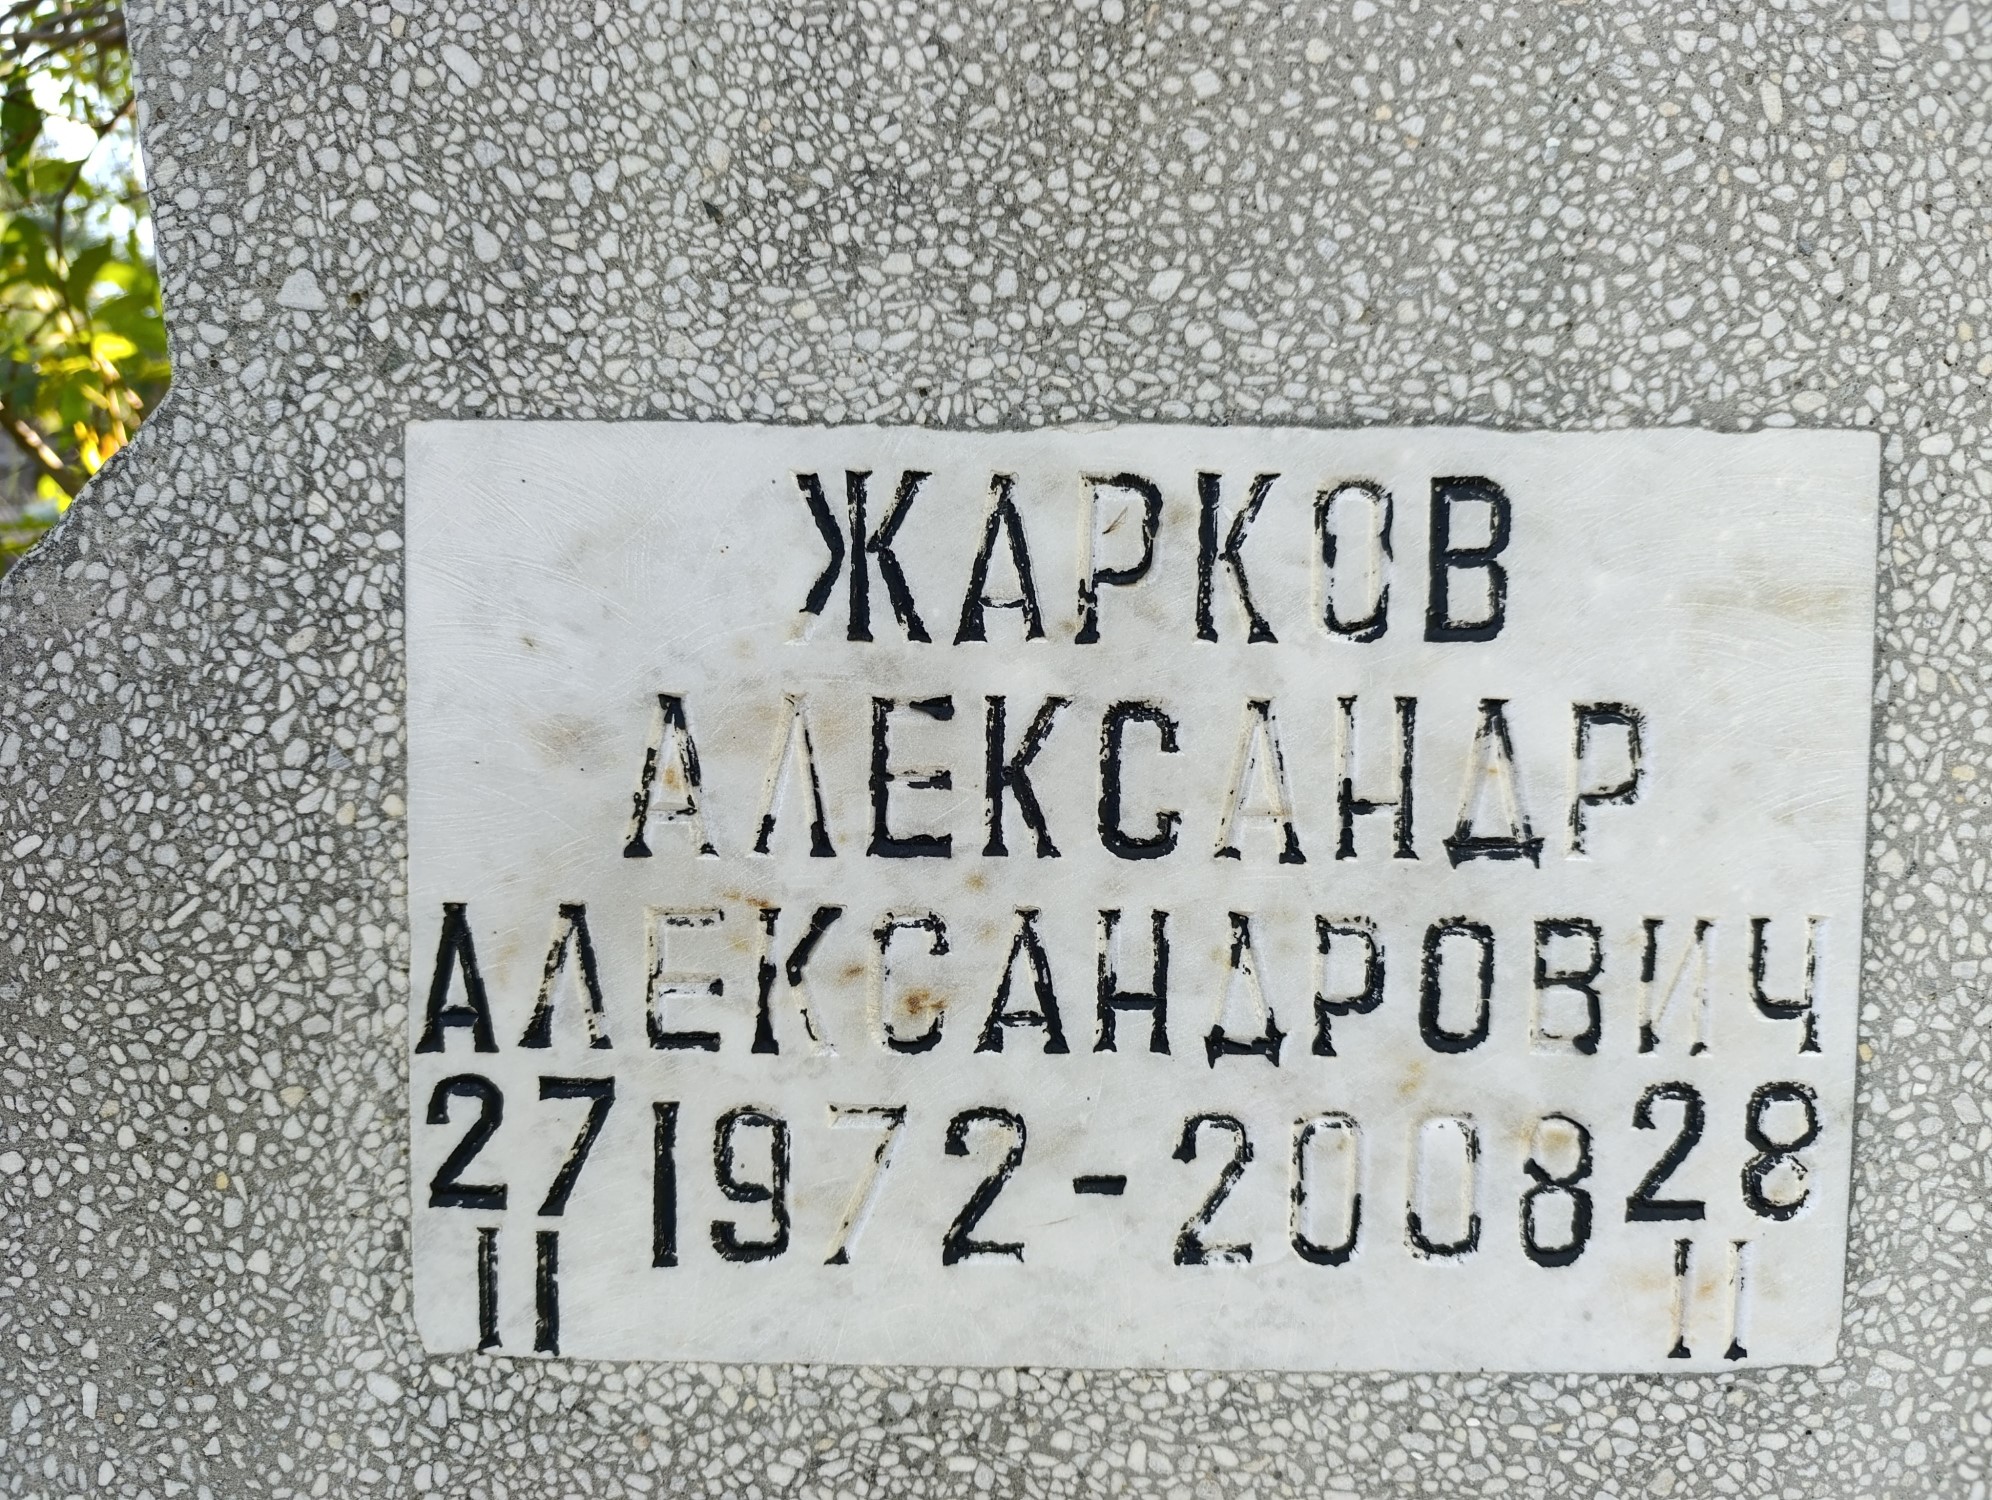 ЖАРКОВ
АЛЕКСАНДР
АЛЕКСАНДРОВИЧ
27 1972-2008 28
II II